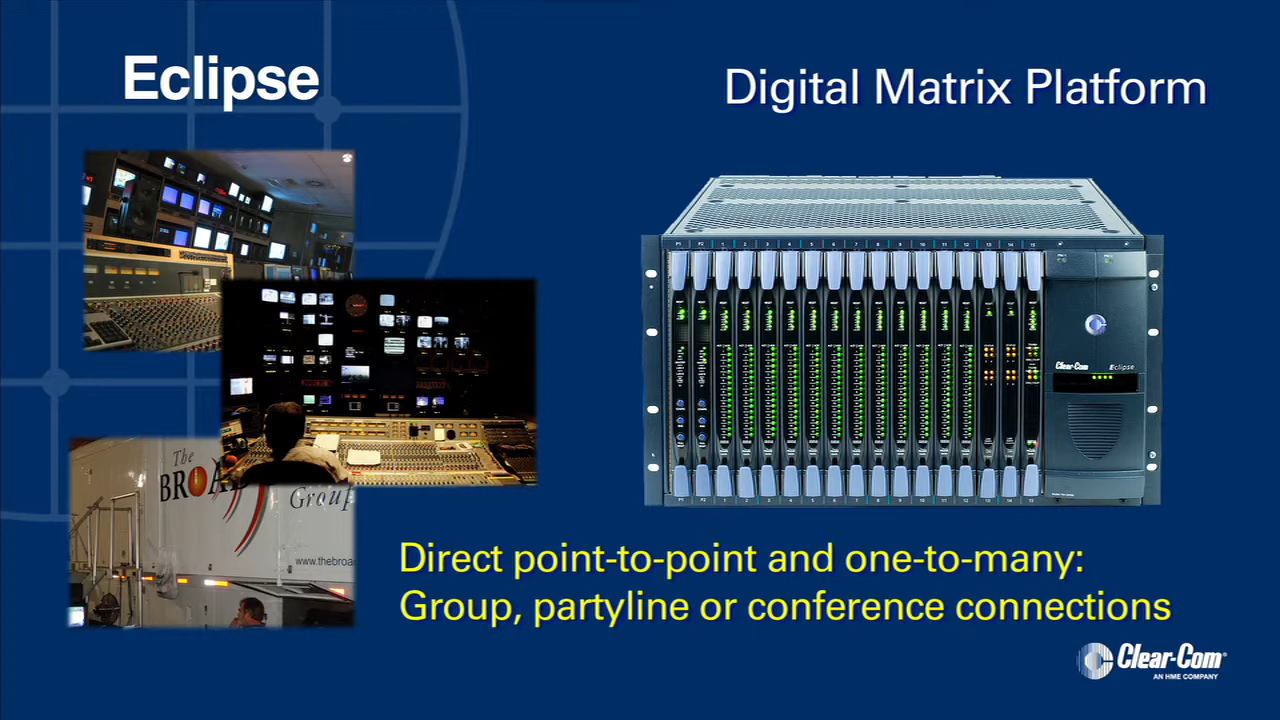 Eclipse
Digital Matrix Platform
The
BROA
Group
www.thebroa
Clear-Com
Eclipse
Direct point-to-point and one-to-many:
Group, partyline or conference connections
Clear-Com®
AN HME COMPANY